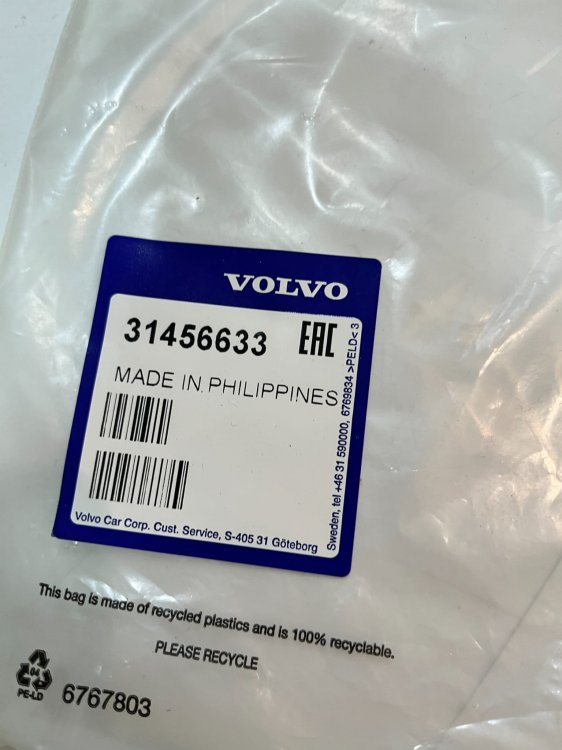 VOLVO
31456633 EAC
MADE IN PHILIPPINES
Volvo Car Corp. Cust. Service, S-405 31 Göteborg
Sweden, tel +46 31 590000, 6769834 >PELD< 3
This bag is made of recycled plastics and is 100% recyclable.
PLEASE RECYCLE
04
PE-LD
6767803